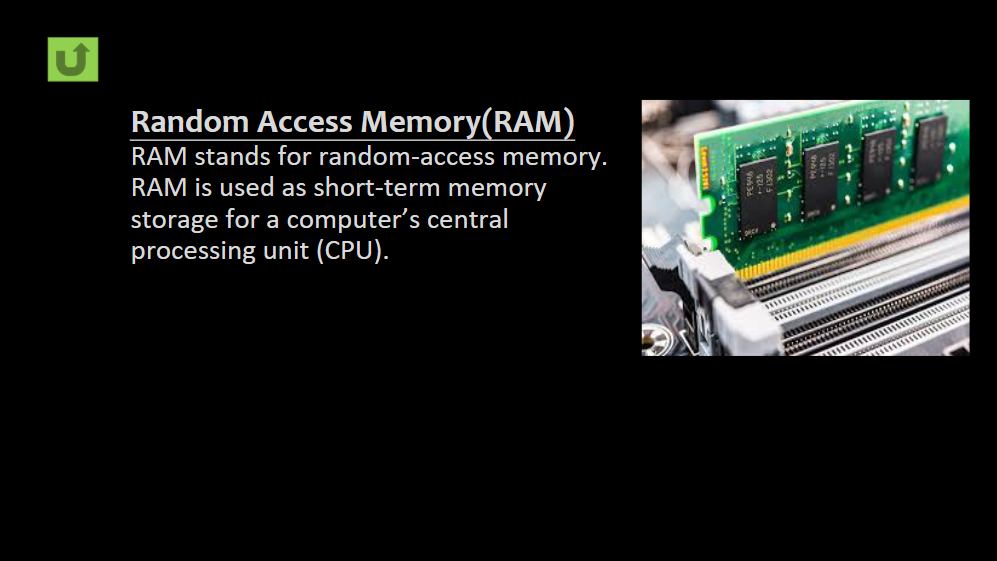 Random Access Memory(RAM)
RAM stands for random-access memory.
RAM is used as short-term memory
storage for a computer’s central
processing unit (CPU).